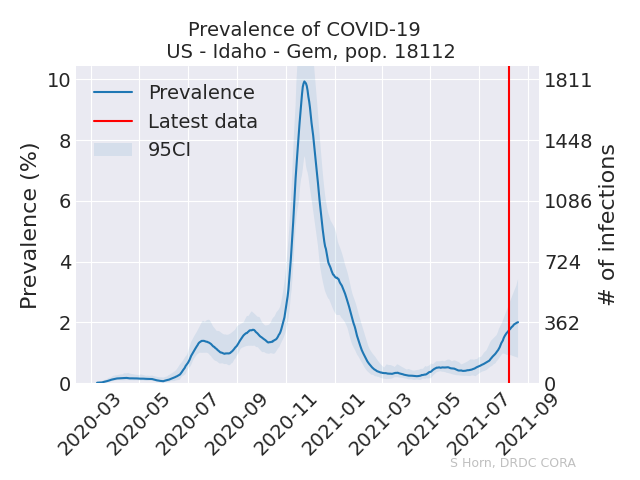 Prevalence of COVID-19
US - Idaho - Gem, pop. 18112
Prevalence
Latest data
95CI
Prevalence (%)
10
8
6
4
2
0
1811
1448
1086
724
362
0
# of infections
2020-03
2020-05
2020-07
2020-09
2020-11
2021-01
2021-03
2021-05
2021-07
2021-09
S Horn, DRDC CORA